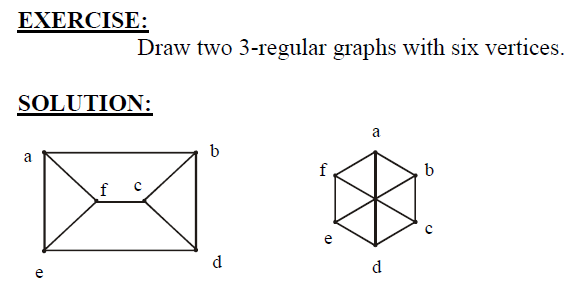 EXERCISE:
Draw two 3-regular graphs with six vertices.
SOLUTION:
a b
f c
e d
a
f b
e c
d